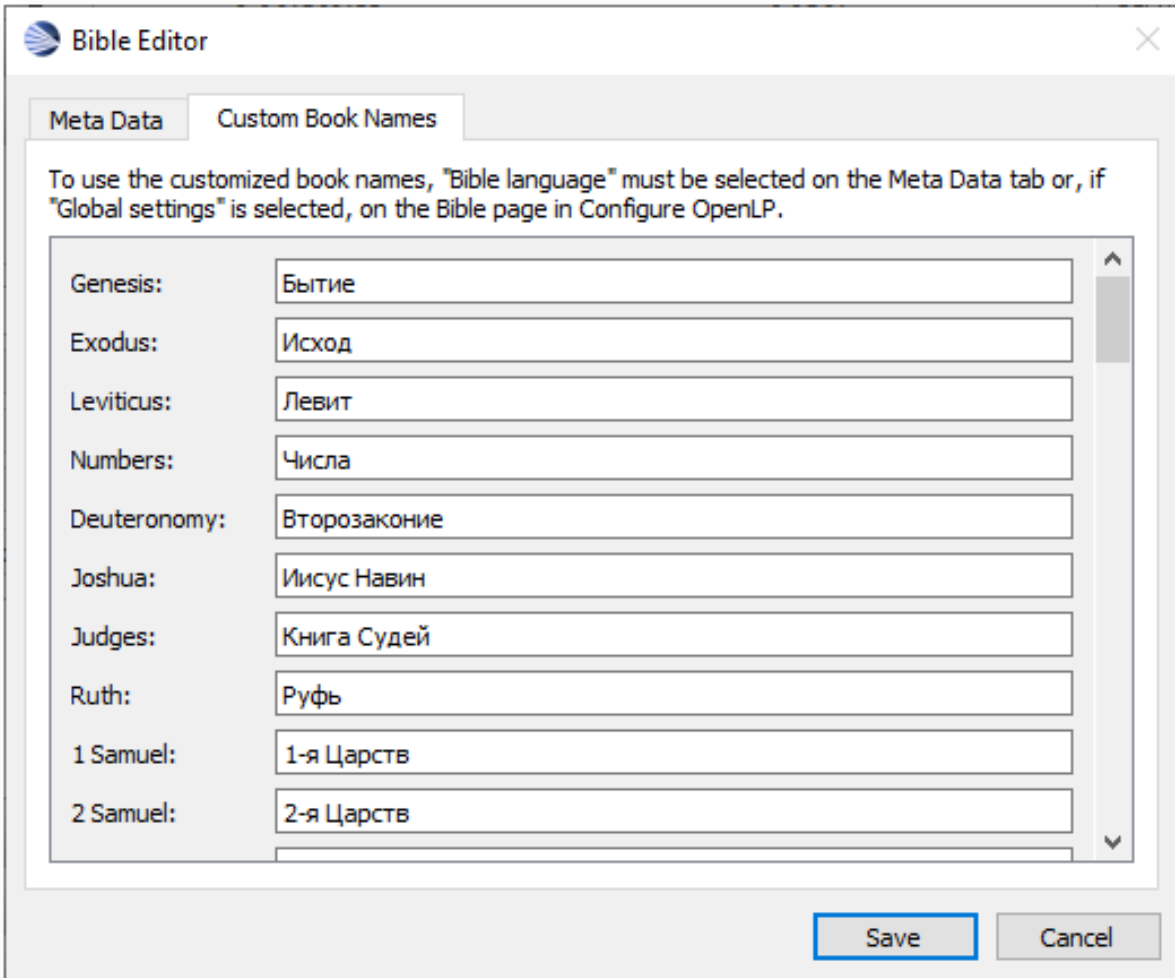 Bible Editor
Meta Data
Custom Book Names
To use the customized book names, "Bible language" must be selected on the Meta Data tab or, if
"Global settings" is selected, on the Bible page in Configure OpenLP.
Genesis: Бытие
Exodus: Исход
Leviticus: Левит
Numbers: Числа
Deuteronomy: Второзаконие
Joshua: Иисус Навин
Judges: Книга Судей
Ruth: Руфь
1 Samuel: 1-я Царств
2 Samuel: 2-я Царств
Save
Cancel